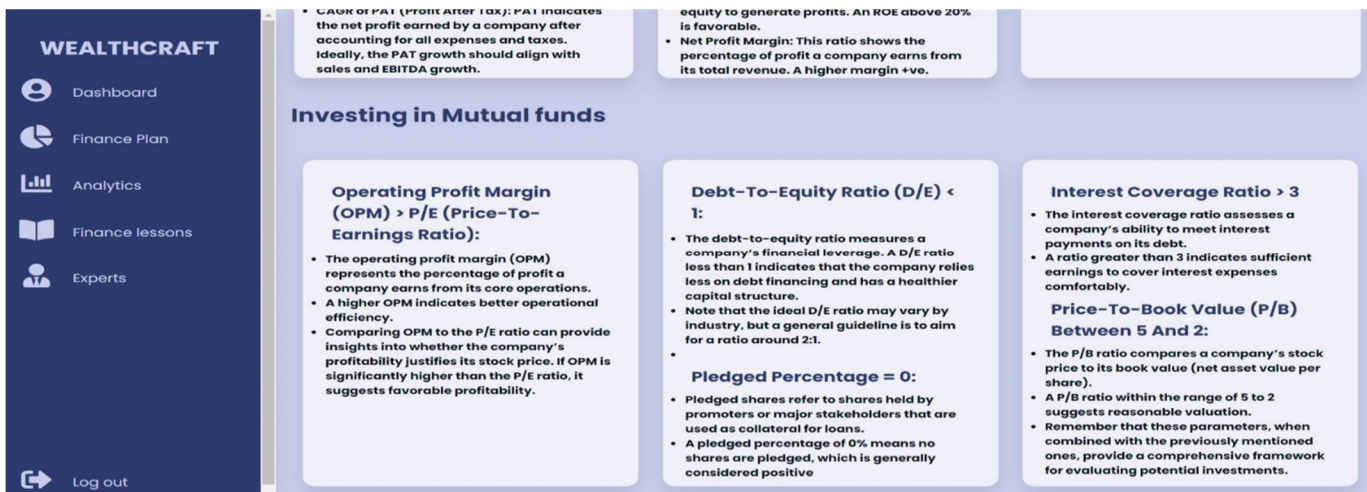 WEALTHCRAFT
Dashboard
Finance Plan
Analytics
Finance lessons
Experts
Log out
• CAGR of PAT (Profit After Tax): PAT indicates
the net profit earned by a company after
accounting for all expenses and taxes.
Ideally, the PAT growth should align with
sales and EBITDA growth.
equity to generate profits. An ROE above 20%
is favorable.
• Net Profit Margin: This ratio shows the
percentage of profit a company earns from
its total revenue. A higher margin +ve.
Investing in Mutual funds
Operating Profit Margin
(OPM) > P/E (Price-To-
Earnings Ratio):
• The operating profit margin (OPM)
represents the percentage of profit a
company earns from its core operations.
• A higher OPM indicates better operational
efficiency.
• Comparing OPM to the P/E ratio can provide
insights into whether the company's
profitability justifies its stock price. If OPM is
significantly higher than the P/E ratio, it
suggests favorable profitability.
Debt-To-Equity Ratio (D/E) <
1:
• The debt-to-equity ratio measures a
company's financial leverage. A D/E ratio
less than 1 indicates that the company relies
less on debt financing and has a healthier
capital structure.
• Note that the ideal D/E ratio may vary by
industry, but a general guideline is to aim
for a ratio around 2:1.
•
Pledged Percentage = 0:
• Pledged shares refer to shares held by
promoters or major stakeholders that are
used as collateral for loans.
• A pledged percentage of 0% means no
shares are pledged, which is generally
considered positive
Interest Coverage Ratio > 3
• The interest coverage ratio assesses a
company's ability to meet interest
payments on its debt.
• A ratio greater than 3 indicates sufficient
earnings to cover interest expenses
comfortably.
Price-To-Book Value (P/B)
Between 5 And 2:
• The P/B ratio compares a company's stock
price to its book value (net asset value per
share).
• A P/B ratio within the range of 5 to 2
suggests reasonable valuation.
• Remember that these parameters, when
combined with the previously mentioned
ones, provide a comprehensive framework
for evaluating potential investments.